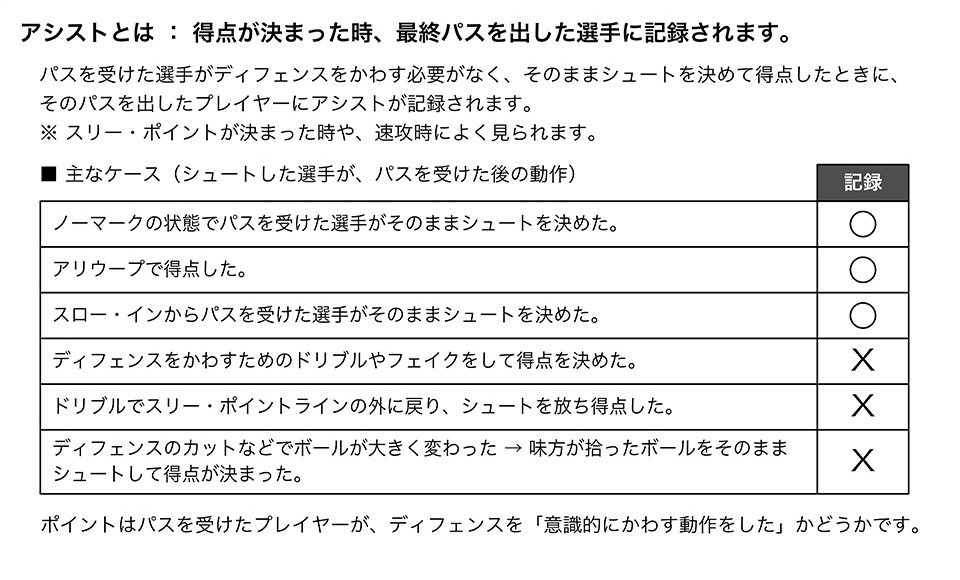 アシストとは ： 得点が決まった時、最終パスを出した選手に記録されます。
パスを受けた選手がディフェンスをかわす必要がなく、そのままシュートを決めて得点したときに、
そのパスを出したプレイヤーにアシストが記録されます。
※ スリー・ポイントが決まった時や、速攻時によく見られます。
■ 主なケース（シュートした選手が、パスを受けた後の動作）
記録
ノーマークの状態でパスを受けた選手がそのままシュートを決めた。 ○
アリウープで得点した。 ○
スロー・インからパスを受けた選手がそのままシュートを決めた。 ○
ディフェンスをかわすためのドリブルやフェイクをして得点を決めた。 X
ドリブルでスリー・ポイントラインの外に戻り、シュートを放ち得点した。 X
ディフェンスのカットなどでボールが大きく変わった → 味方が拾ったボールをそのまま
シュートして得点が決まった。 X
ポイントはパスを受けたプレイヤーが、ディフェンスを「意識的にかわす動作をした」かどうかです。